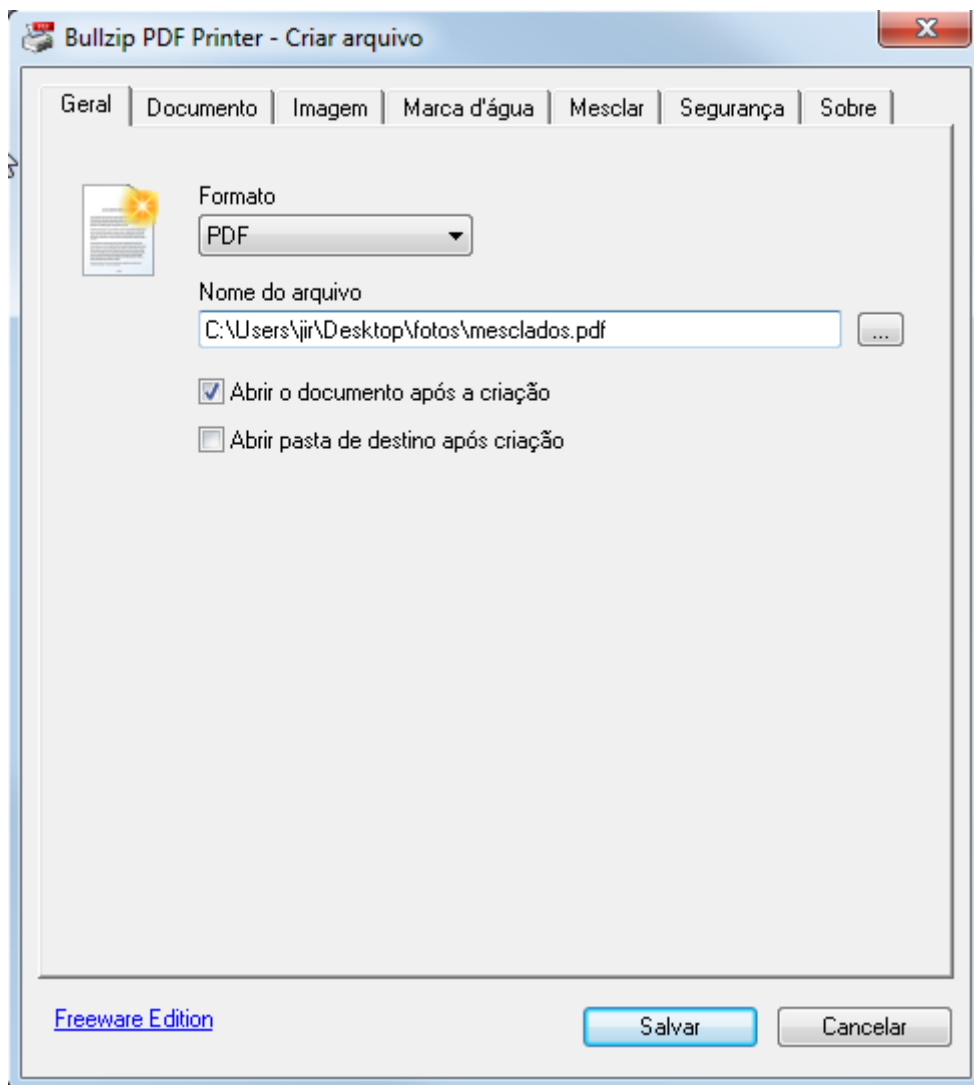 Bullzip PDF Printer - Criar arquivo
Geral Documento Imagem Marca d'água Mesclar Segurança Sobre
Formato
PDF
Nome do arquivo
C:\Users\jir\Desktop\fotos\mesclados.pdf
...
Abrir o documento após a criação
Abrir pasta de destino após criação
Freeware Edition
Salvar Cancelar